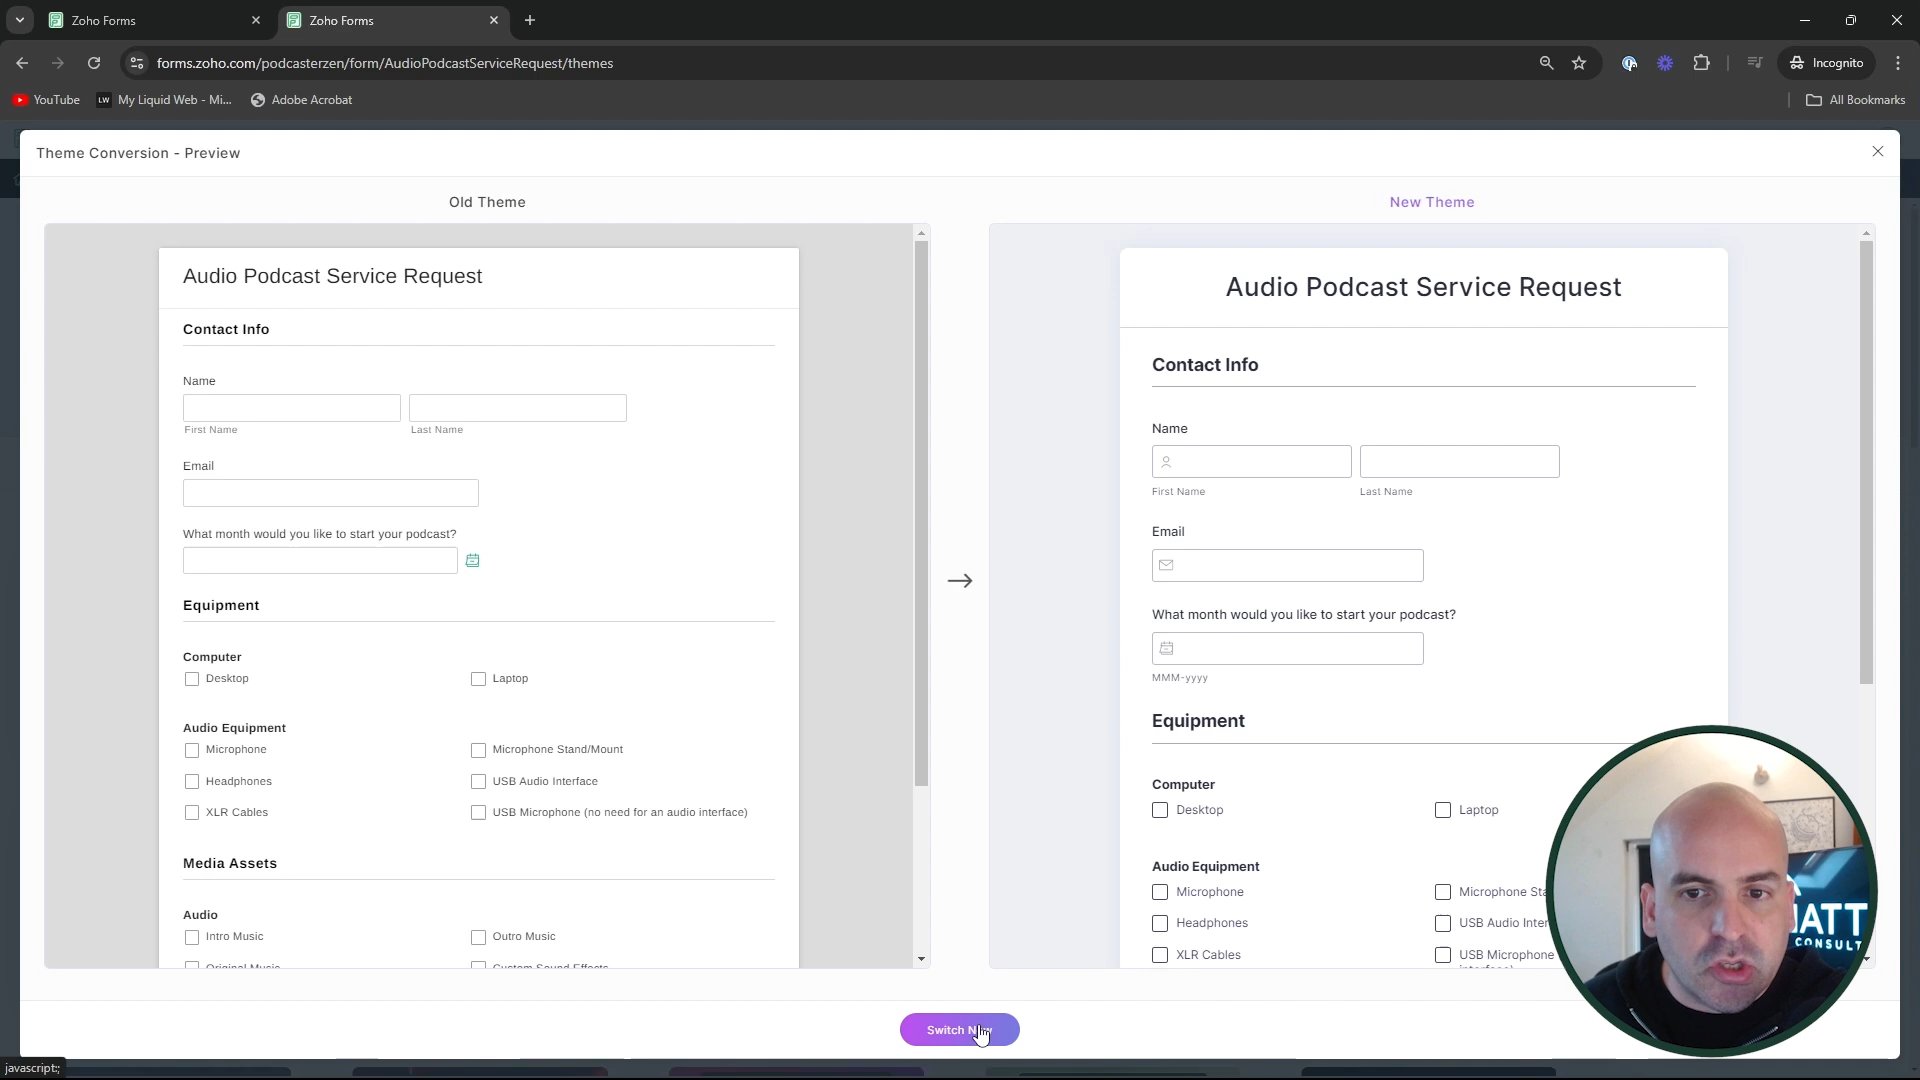 Zoho Forms
Zoho Forms
forms.zoho.com/podcasterzen/form/AudioPodcastServiceRequest/themes
Incognito
YouTube
My Liquid Web - Mi...
Adobe Acrobat
All Bookmarks
Theme Conversion - Preview
Old Theme
Audio Podcast Service Request
Contact Info
Name
First Name
Last Name
Email
What month would you like to start your podcast?
Equipment
Computer
Desktop
Laptop
Audio Equipment
Microphone
Microphone Stand/Mount
Headphones
USB Audio Interface
XLR Cables
USB Microphone (no need for an audio interface)
Media Assets
Audio
Intro Music
Outro Music
Original Music
Custom Sound Effects
New Theme
Audio Podcast Service Request
Contact Info
Name
First Name
Last Name
Email
What month would you like to start your podcast?
MMM-yyyy
Equipment
Computer
Desktop
Laptop
Audio Equipment
Microphone
Microphone Sta
Headphones
USB Audio Inter
XLR Cables
USB Microphone
ATT
CONSULT
Switch N
javascript:;